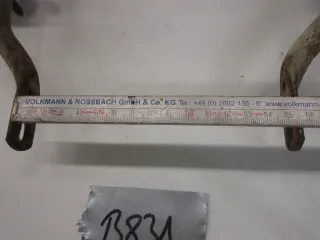 VOLKMANN & ROSSBACH GmbH & Co. KG Tel.: +49 (0) 2602 135 - 0 www.volkmann-
B831